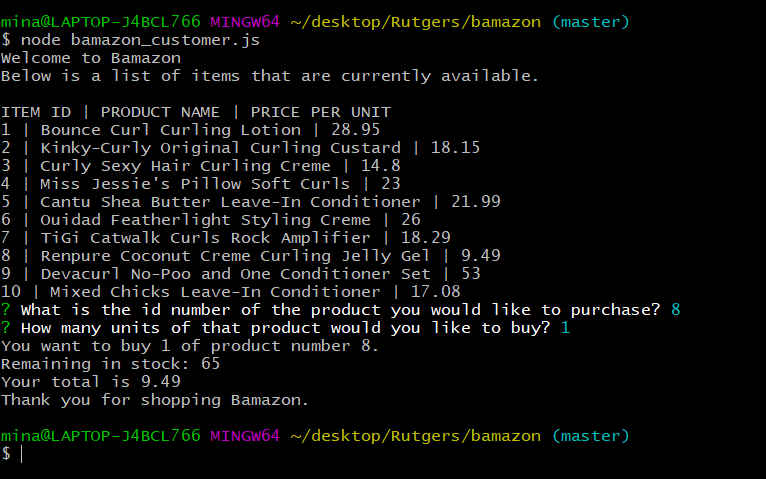 mina@LAPTOP-J4BCL766 MINGW64 ~/desktop/Rutgers/bamazon (master)
$ node bamazon_customer.js
Welcome to Bamazon
Below is a list of items that are currently available.
ITEM ID | PRODUCT NAME | PRICE PER UNIT
1 | Bounce Curl Curling Lotion | 28.95
2 | Kinky-Curly Original Curling Custard | 18.15
3 | Curly Sexy Hair Curling Creme | 14.8
4 | Miss Jessie's Pillow Soft Curls | 23
5 | Cantu Shea Butter Leave-In Conditioner | 21.99
6 | Ouidad Featherlight Styling Creme | 26
7 | TiGi Catwalk Curls Rock Amplifier | 18.29
8 | Renpure Coconut Creme Curling Jelly Gel | 9.49
9 | Devacurl No-Poo and One Conditioner Set | 53
10 | Mixed Chicks Leave-In Conditioner | 17.08
? What is the id number of the product you would like to purchase? 8
? How many units of that product would you like to buy? 1
You want to buy 1 of product number 8.
Remaining in stock: 65
Your total is 9.49
Thank you for shopping Bamazon.
mina@LAPTOP-J4BCL766 MINGW64 ~/desktop/Rutgers/bamazon (master)
$